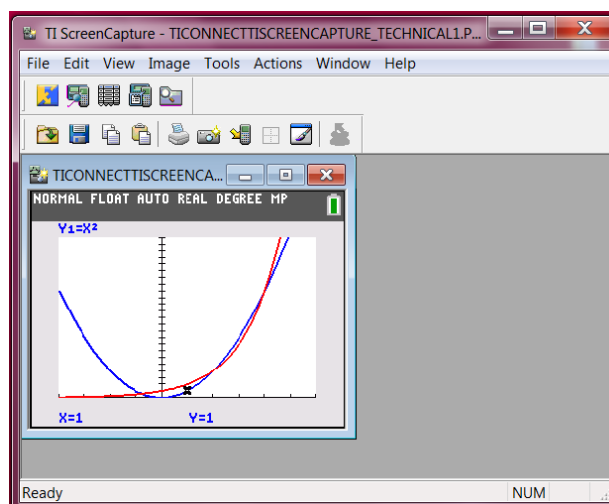 TI ScreenCapture - TICONNECTTISCREENCAPTURE_TECHNICAL1.P...
File Edit View Image Tools Actions Window Help
TICONNECTTISCREENCA...
NORMAL FLOAT AUTO REAL DEGREE MP
Y₁=X²
X=1 Y=1
Ready NUM